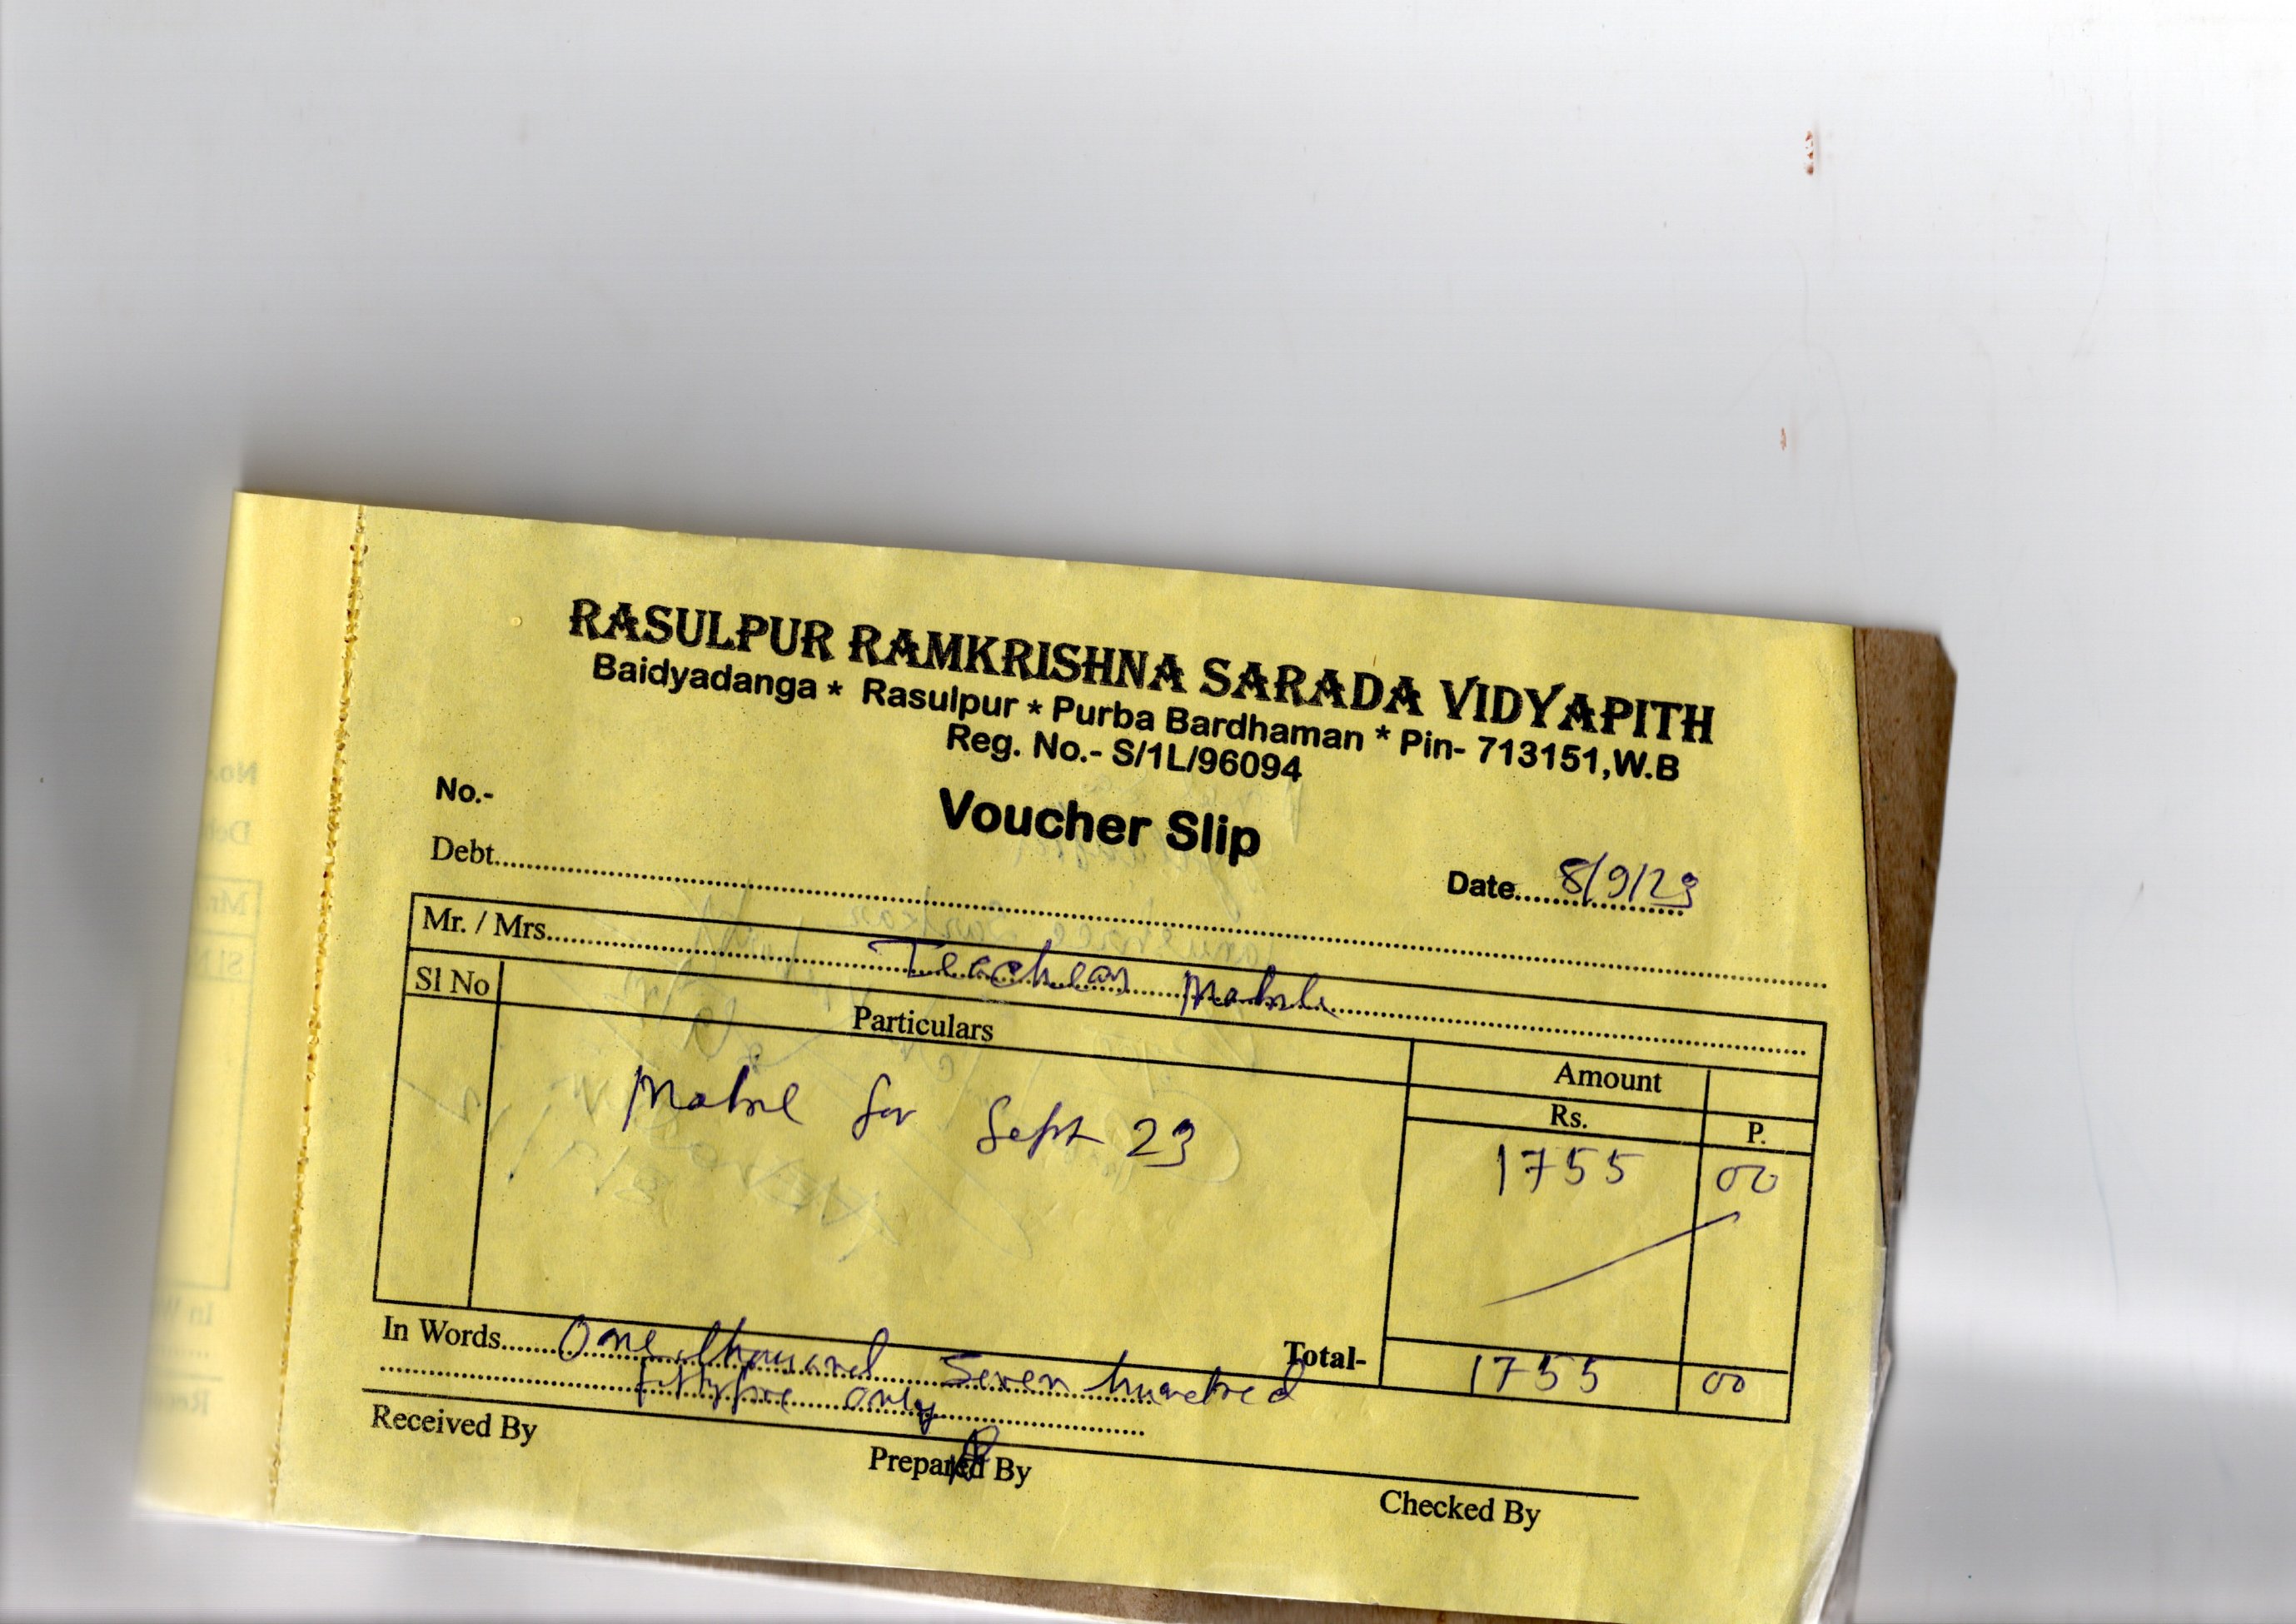 RASULPUR RAMKRISHNA SARADA VIDYAPITH
Baidyadanga * Rasulpur * Purba Bardhaman * Pin- 713151,W.B
Reg. No.- S/1L/96094
No.-
Voucher Slip
Debt
Date 8/9/23
Mr. / Mrs. Teacher
Sl No Particulars Amount
Rs. P.
for Sept 23 1755 00
Total- 1755 00
In Words One thousand Seven hundred
fiftyfive only
Received By Prepared By Checked By